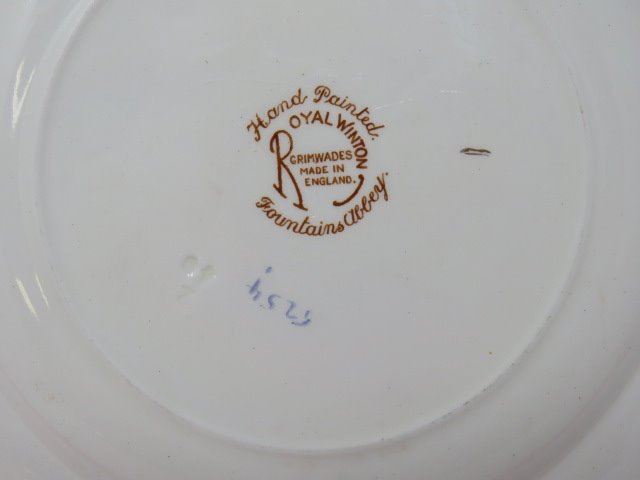 Hand Painted.
ROYAL WINTON
GRIMWADES
MADE IN
ENGLAND.
Fountains Abbey.